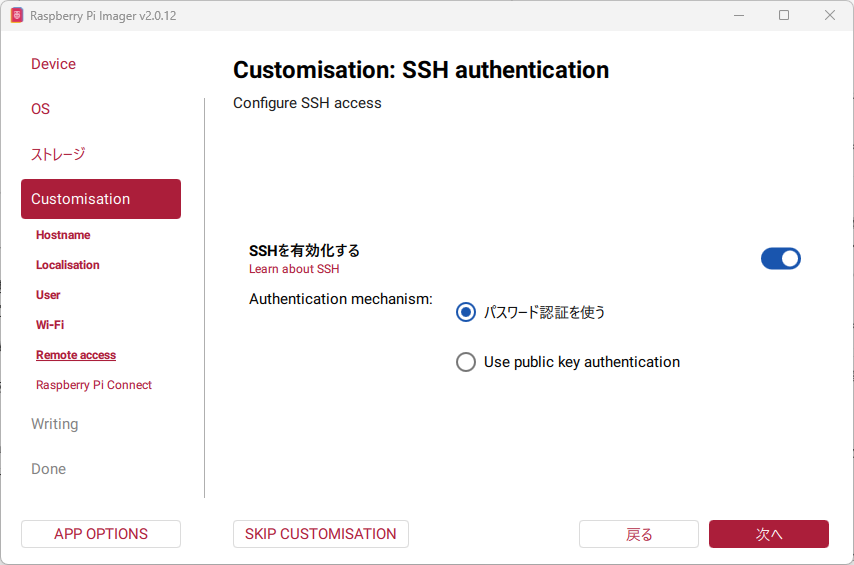 Raspberry Pi Imager v2.0.12
Device
OS
ストレージ
Customisation
Hostname
Localisation
User
Wi-Fi
Remote access
Raspberry Pi Connect
Writing
Done
APP OPTIONS
Customisation: SSH authentication
Configure SSH access
SSHを有効化する
Learn about SSH
Authentication mechanism:
パスワード認証を使う
Use public key authentication
SKIP CUSTOMISATION
戻る
次へ